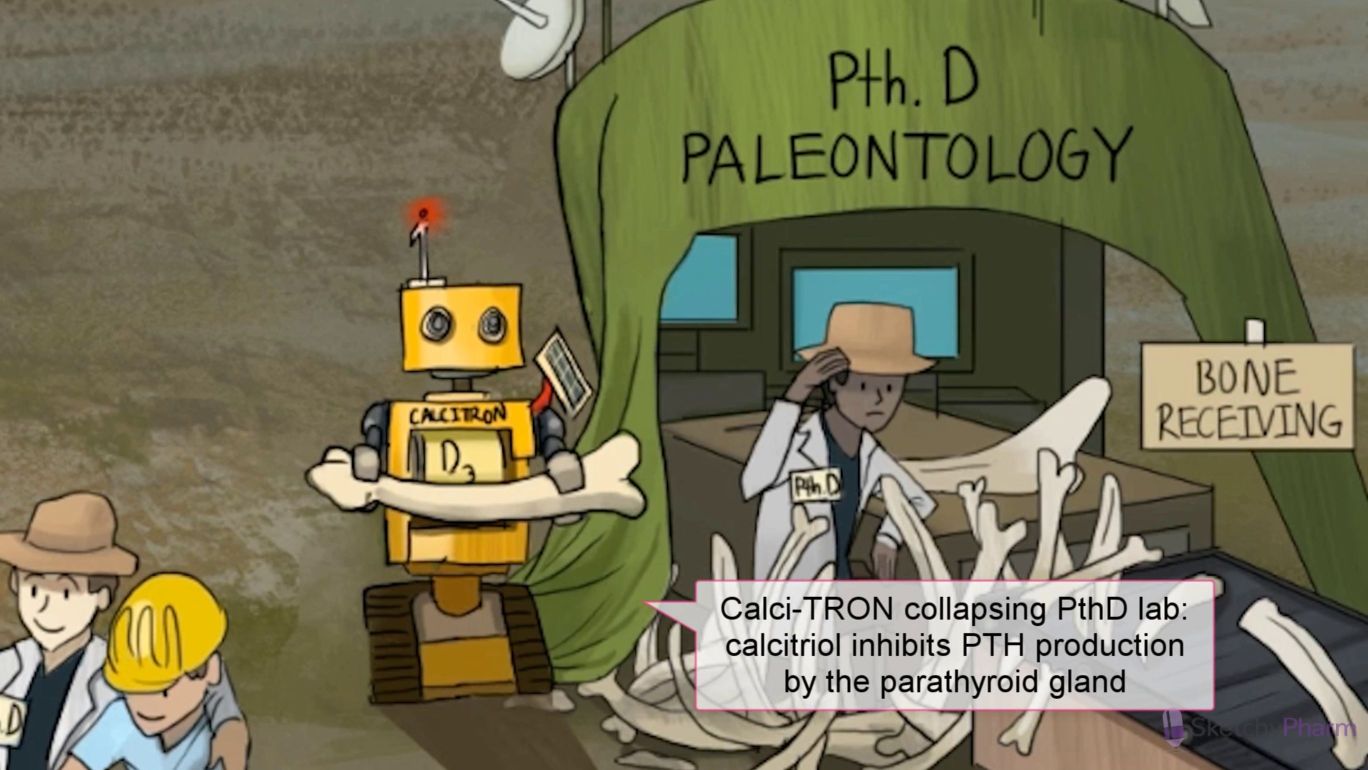 Pth. D
PALEONTOLOGY
CALCITRON
D3
BONE
RECEIVING
Pth.D
Calci-TRON collapsing PthD lab:
calcitriol inhibits PTH production
by the parathyroid gland
.D
SketchyPharm